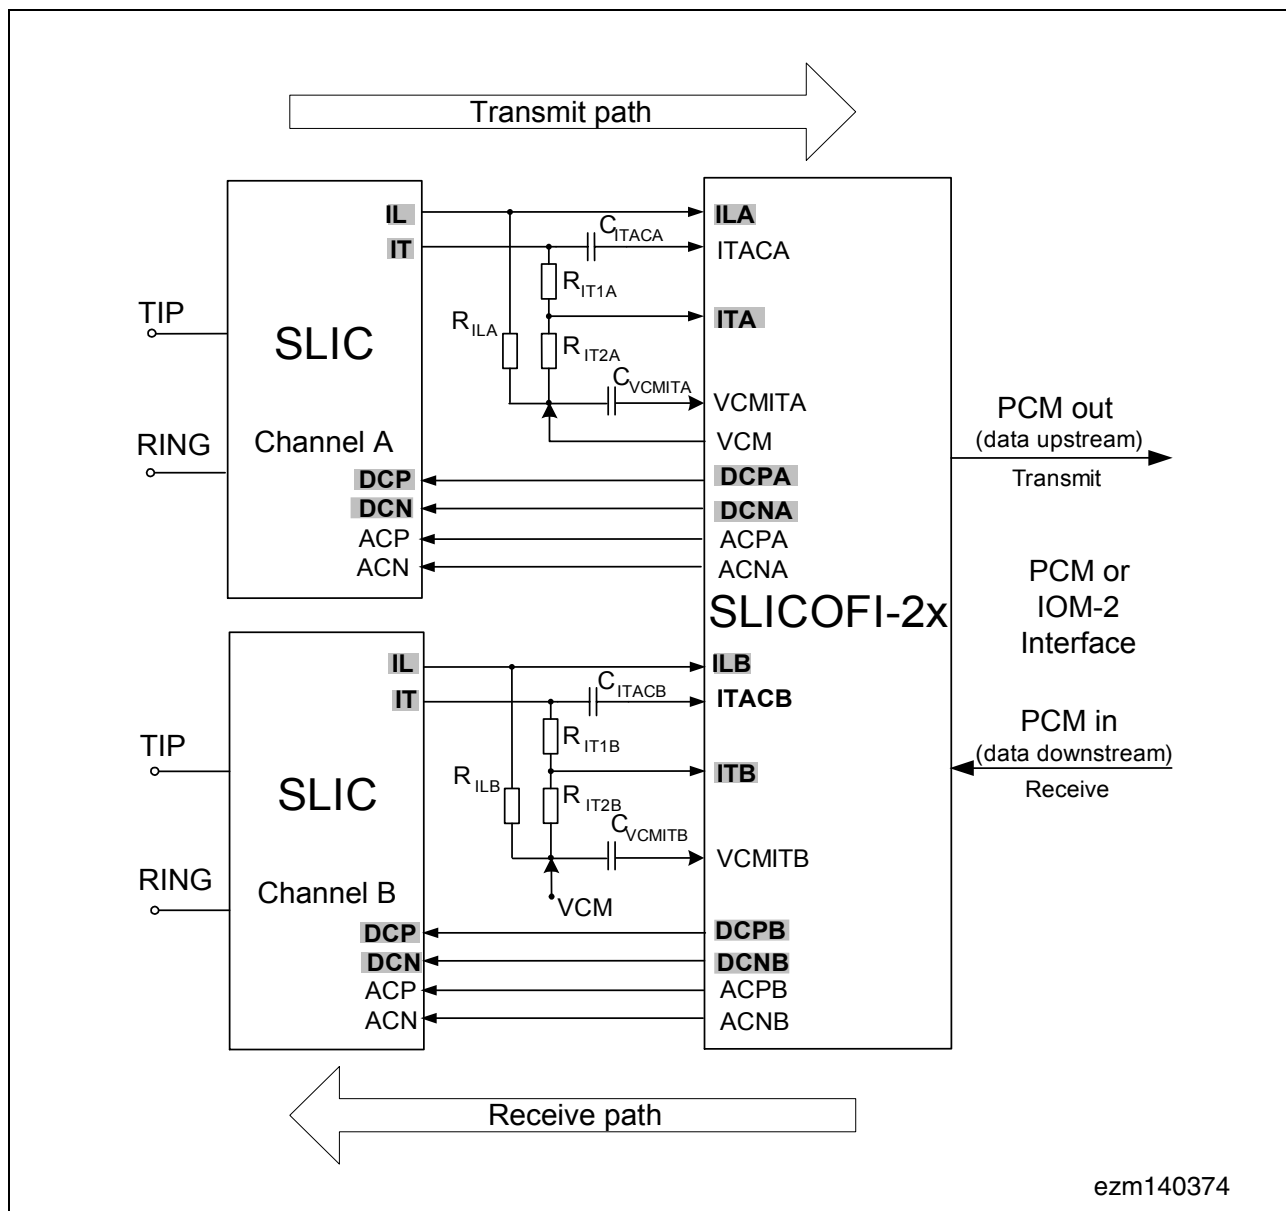 Transmit path
IL
IT
TIP
SLIC
RING
Channel A
DCP
DCN
ACP
ACN
CITACA
RIT1A
RILA
RIT2A
CVCMITA
ILA
ITACA
ITA
VCMITA
VCM
DCPA
DCNA
ACPA
ACNA
SLICOFI-2x
PCM out
(data upstream)
Transmit
PCM or
IOM-2
Interface
PCM in
(data downstream)
Receive
IL
IT
TIP
SLIC
RING
Channel B
DCP
DCN
ACP
ACN
CITACB
RIT1B
RILB
RIT2B
CVCMITB
VCM
ILB
ITACB
ITB
VCMITB
DCPB
DCNB
ACPB
ACNB
Receive path
ezm140374